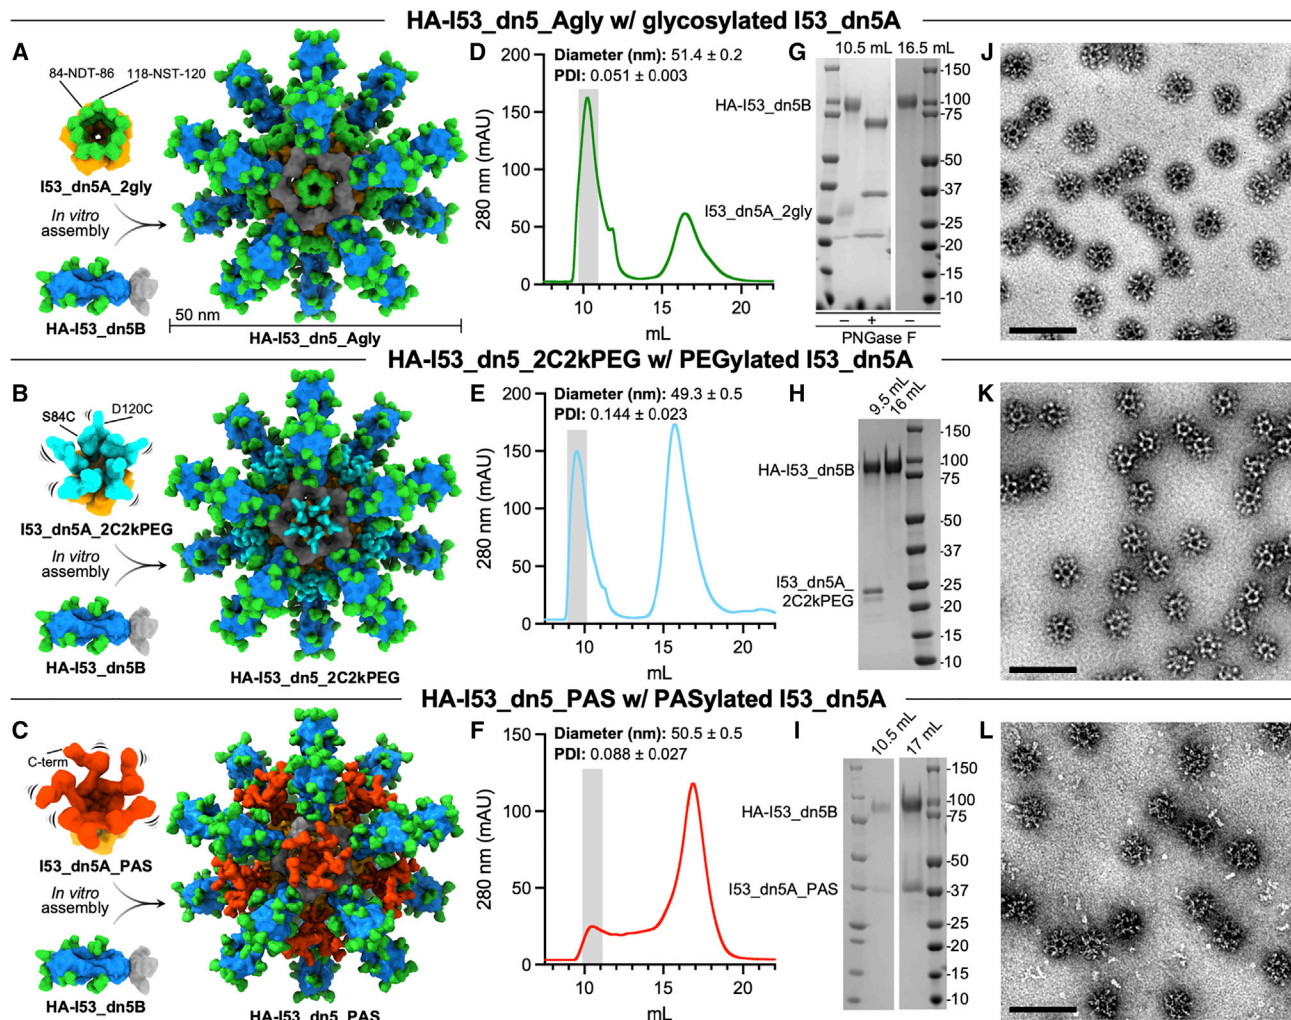 HA-I53_dn5_Agly w/ glycosylated I53_dn5A
A
84-NDT-86
118-NST-120
I53_dn5A_2gly
In vitro
assembly
HA-I53_dn5B
50 nm
HA-I53_dn5_Agly
D
Diameter (nm): 51.4 ± 0.2
PDI: 0.051 ± 0.003
280 nm (mAU)
200
150
100
50
0
10
15
20
mL
G
10.5 mL
16.5 mL
HA-I53_dn5B
I53_dn5A_2gly
-150
-100
-75
-50
-37
-25
-20
-15
-10
– + –
PNGase F
J
HA-I53_dn5_2C2kPEG w/ PEGylated I53_dn5A
B
S84C
D120C
I53_dn5A_2C2kPEG
In vitro
assembly
HA-I53_dn5B
HA-I53_dn5_2C2kPEG
E
Diameter (nm): 49.3 ± 0.5
PDI: 0.144 ± 0.023
280 nm (mAU)
200
150
100
50
0
10
15
20
mL
H
9.5 mL
16 mL
HA-I53_dn5B
I53_dn5A_
2C2kPEG
-150
-100
-75
-50
-37
-25
-20
-15
-10
K
HA-I53_dn5_PAS w/ PASylated I53_dn5A
C
C-term
I53_dn5A_PAS
In vitro
assembly
HA-I53_dn5B
HA-I53_dn5_PAS
F
Diameter (nm): 50.5 ± 0.5
PDI: 0.088 ± 0.027
280 nm (mAU)
150
100
50
0
10
15
20
mL
I
10.5 mL
17 mL
HA-I53_dn5B
I53_dn5A_PAS
-150
-100
-75
-50
-37
-25
-20
-15
-10
L